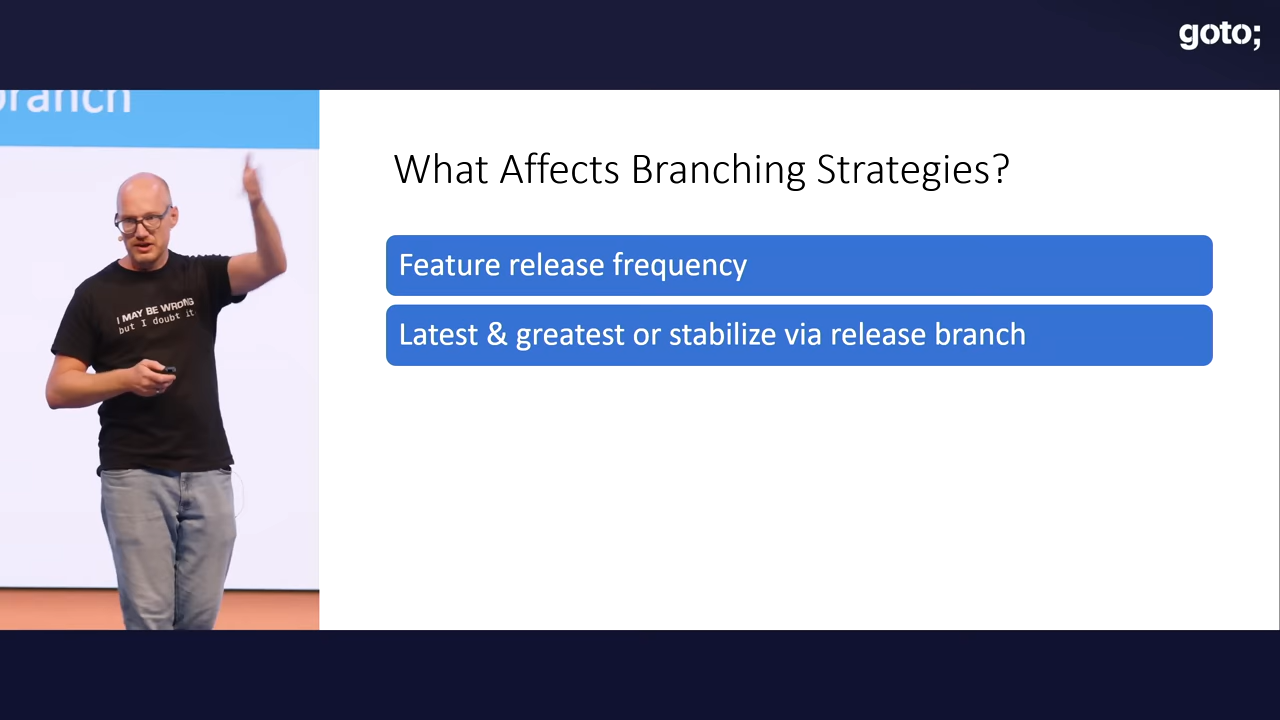 goto;
branch
What Affects Branching Strategies?
Feature release frequency
Latest & greatest or stabilize via release branch
I MAY BE WRONG
but I doubt it